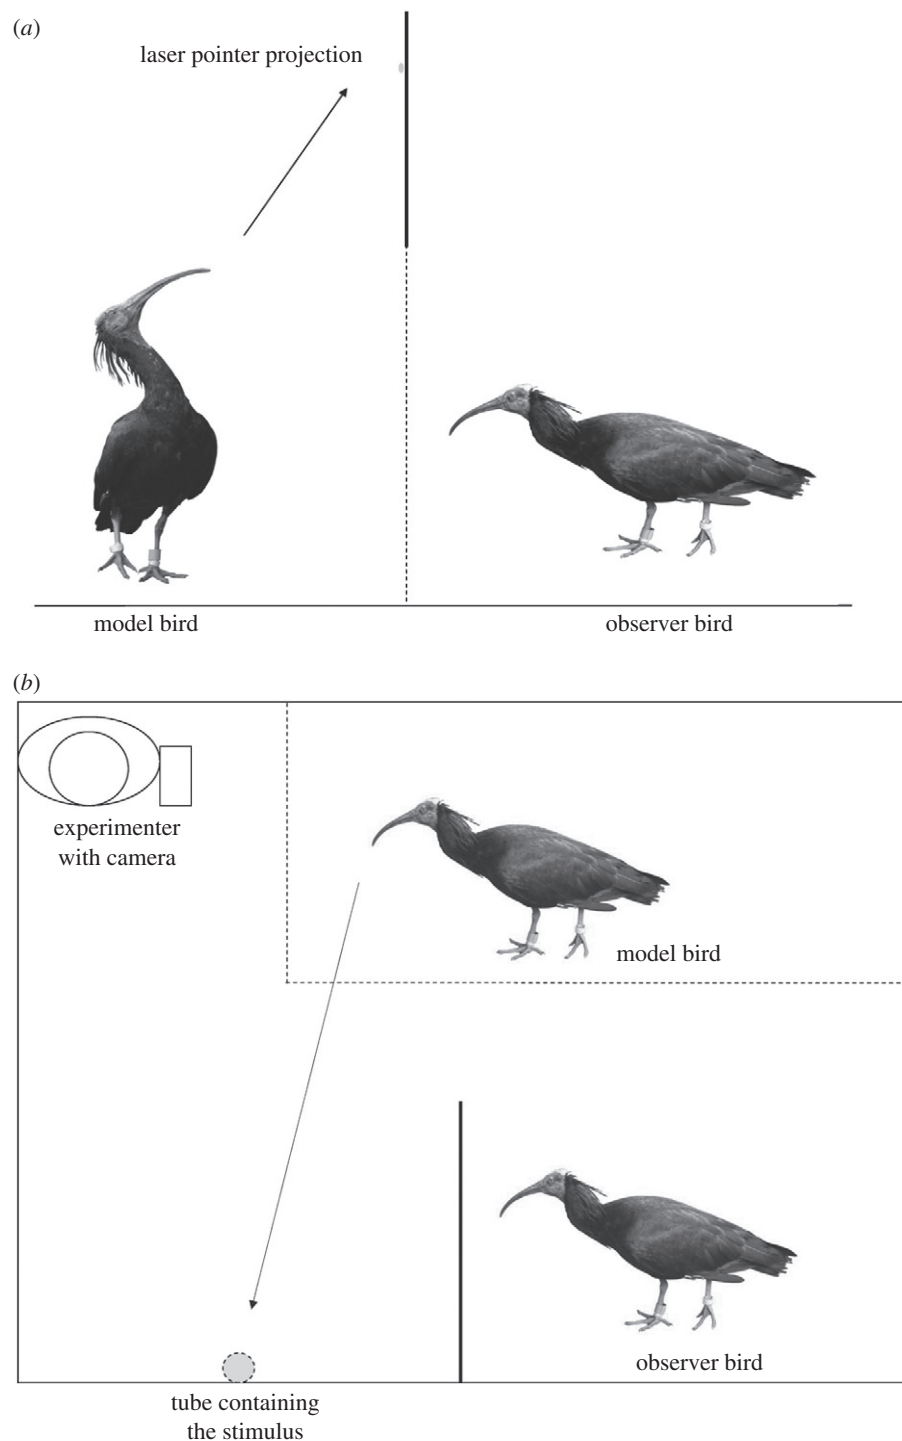 (a)
laser pointer projection
model bird
observer bird
(b)
experimenter
with camera
model bird
observer bird
tube containing
the stimulus